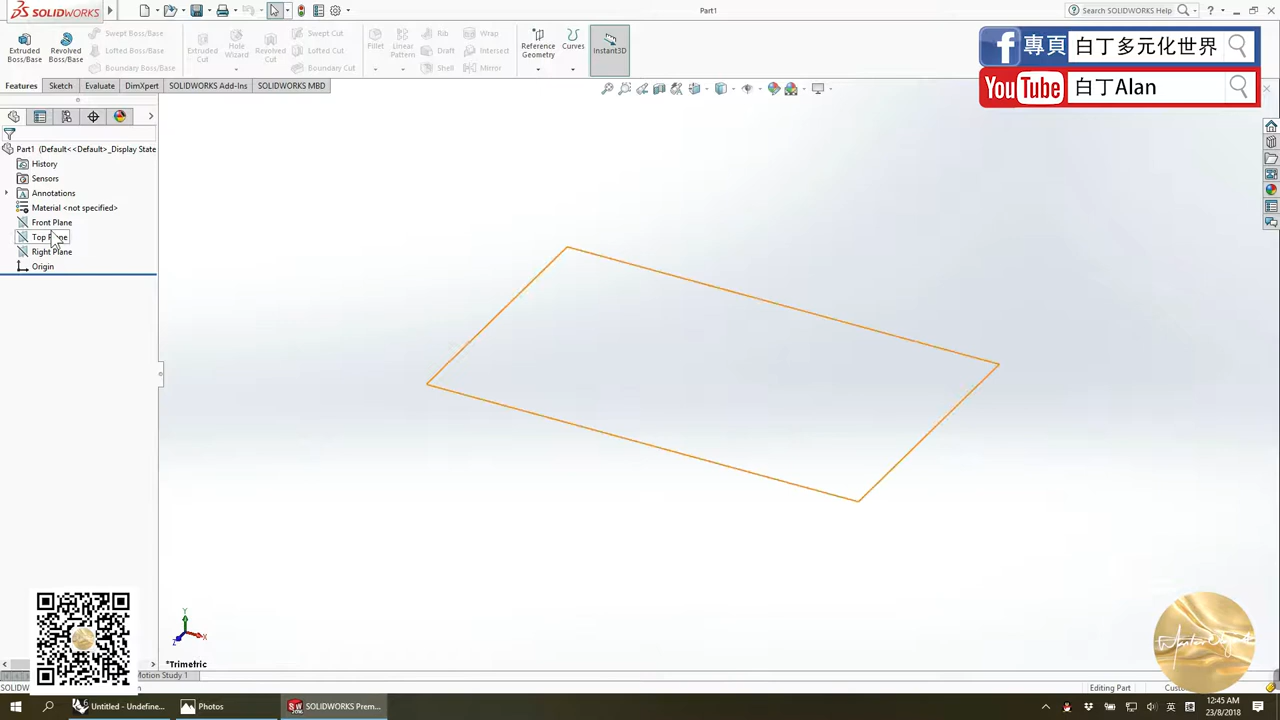 SOLIDWORKS
Part1
Search SOLIDWORKS Help
Extruded Boss/Base
Revolved Boss/Base
Swept Boss/Base
Lofted Boss/Base
Boundary Boss/Base
Extruded Cut
Hole Wizard
Revolved Cut
Swept Cut
Lofted Cut
Boundary Cut
Fillet
Linear Pattern
Rib
Draft
Shell
Wrap
Intersect
Mirror
Reference Geometry
Curves
Instant3D
f 專頁 白丁多元化世界
YouTube 白丁Alan
Features
Sketch
Evaluate
DimXpert
SOLIDWORKS Add-Ins
SOLIDWORKS MBD
Part1 (Default<<Default>_Display State
History
Sensors
Annotations
Material <not specified>
Front Plane
Top
Right Plane
Origin
Y
X
Z
*Trimetric
Motion Study 1
SOLIDW
Editing Part
Untitled - Undefine...
Photos
SOLIDWORKS Prem...
英
12:45 AM
23/8/2018